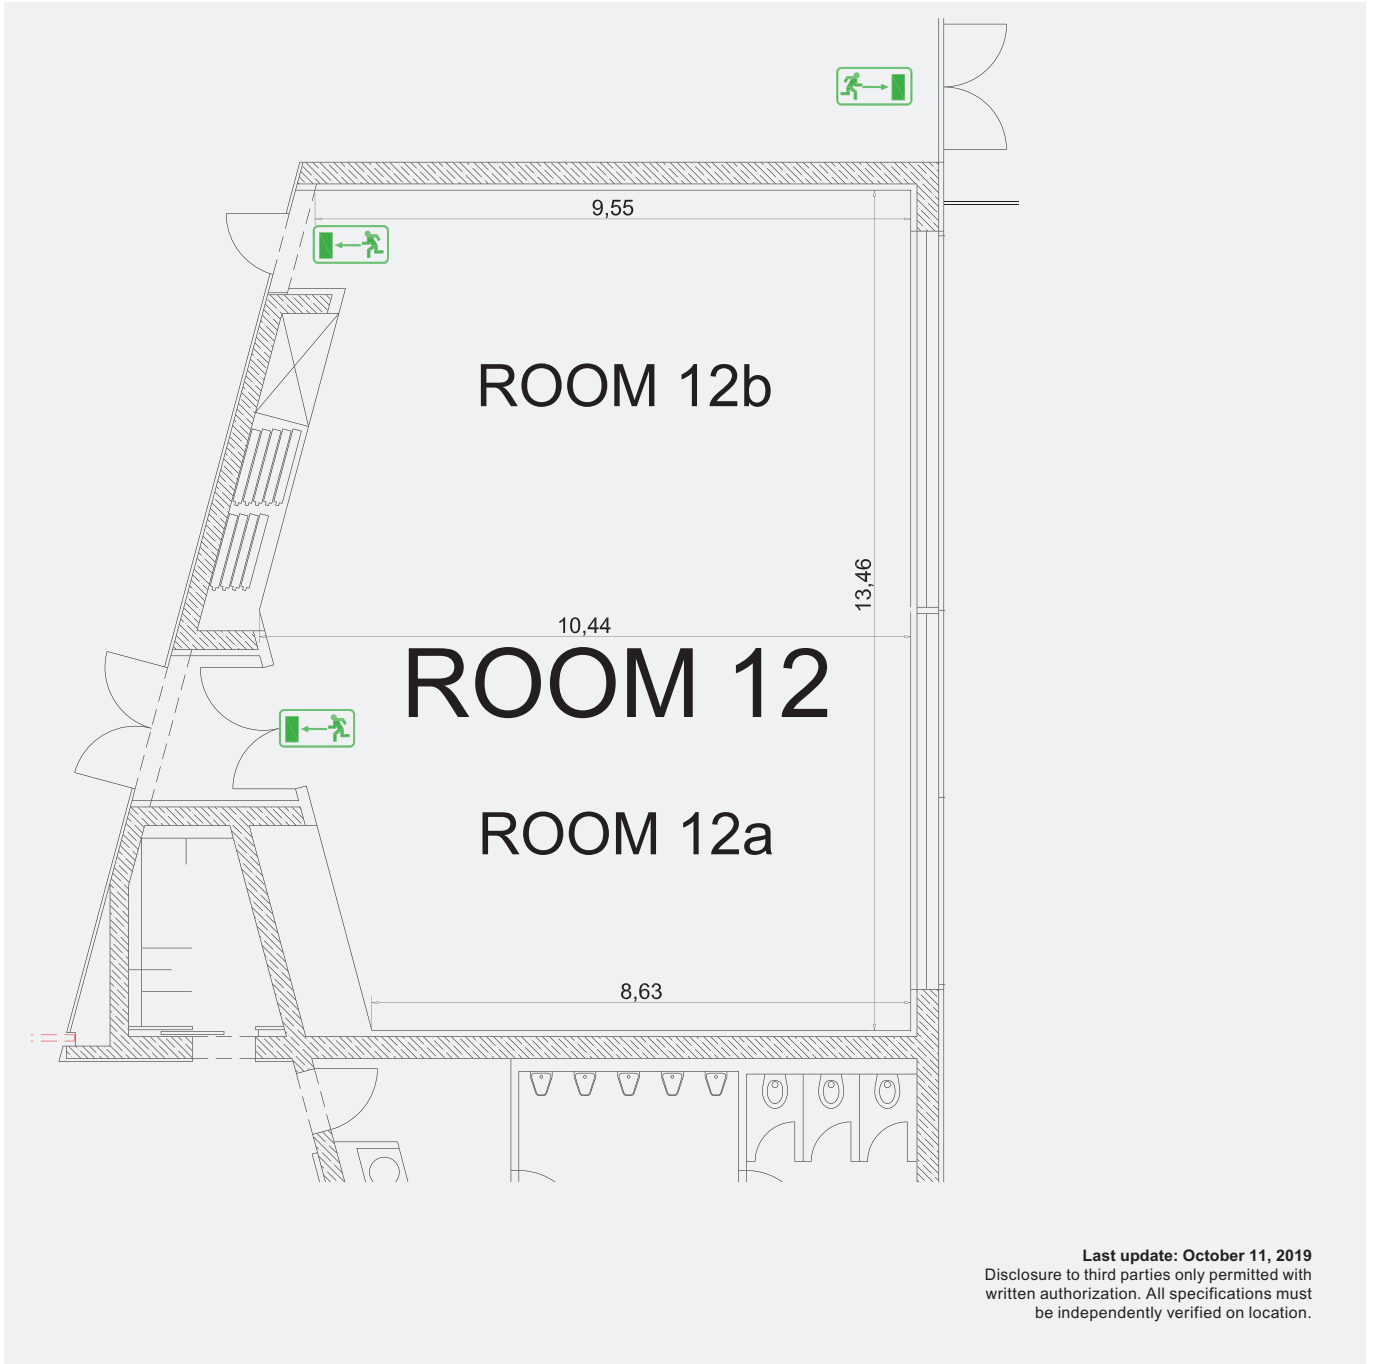 9,55
ROOM 12b
13,46
10,44
ROOM 12
ROOM 12a
8,63
Last update: October 11, 2019
Disclosure to third parties only permitted with
written authorization. All specifications must
be independently verified on location.